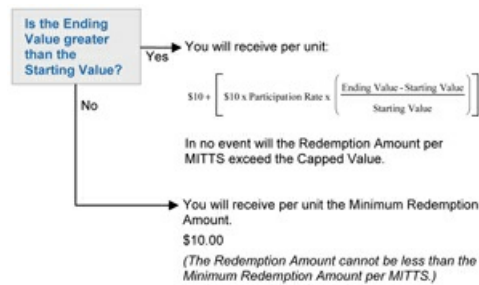 Is the Ending
Value greater
than the
Starting Value?
Yes
You will receive per unit:
$10 + [ $10 x Participation Rate x ( Ending Value - Starting Value
Starting Value ) ]
In no event will the Redemption Amount per
MITTS exceed the Capped Value.
No
You will receive per unit the Minimum Redemption
Amount.
$10.00
(The Redemption Amount cannot be less than the
Minimum Redemption Amount per MITTS.)